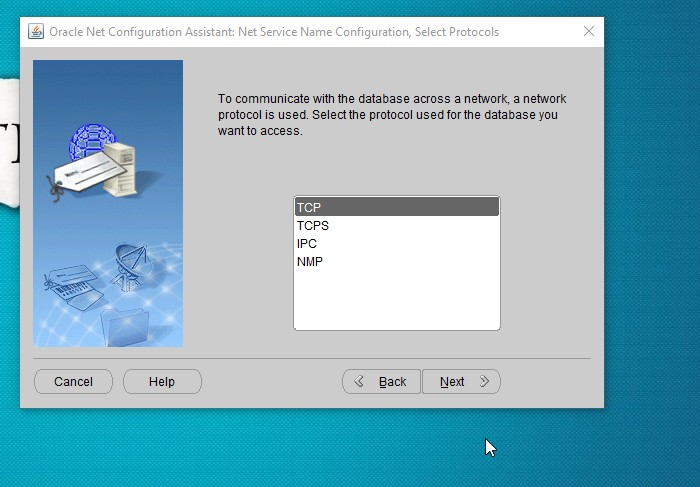 Oracle Net Configuration Assistant: Net Service Name Configuration, Select Protocols
To communicate with the database across a network, a network
protocol is used. Select the protocol used for the database you
want to access.
TCP
TCPS
IPC
NMP
Cancel
Help
Back
Next